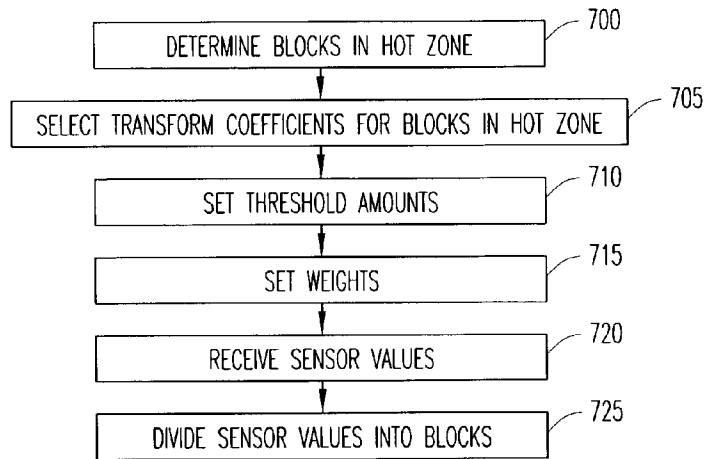 700
DETERMINE BLOCKS IN HOT ZONE
705
SELECT TRANSFORM COEFFICIENTS FOR BLOCKS IN HOT ZONE
710
SET THRESHOLD AMOUNTS
715
SET WEIGHTS
720
RECEIVE SENSOR VALUES
725
DIVIDE SENSOR VALUES INTO BLOCKS